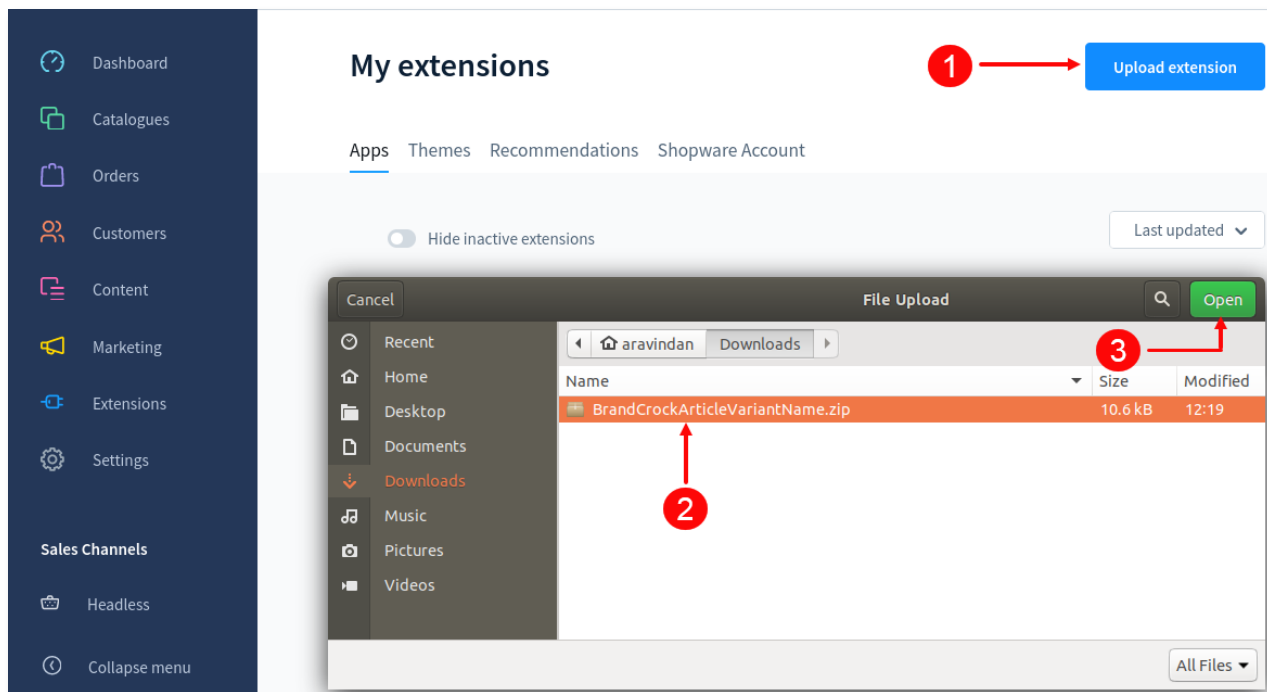 Dashboard
Catalogues
Orders
Customers
Content
Marketing
Extensions
Settings
Sales Channels
Headless
Collapse menu
My extensions
1
Upload extension
Apps Themes Recommendations Shopware Account
Hide inactive extensions
Last updated
Cancel
File Upload
Open
Recent
Home
Desktop
Documents
Downloads
Music
Pictures
Videos
aravindan Downloads
3
Name Size Modified
BrandCrockArticleVariantName.zip 10.6 kB 12:19
2
All Files